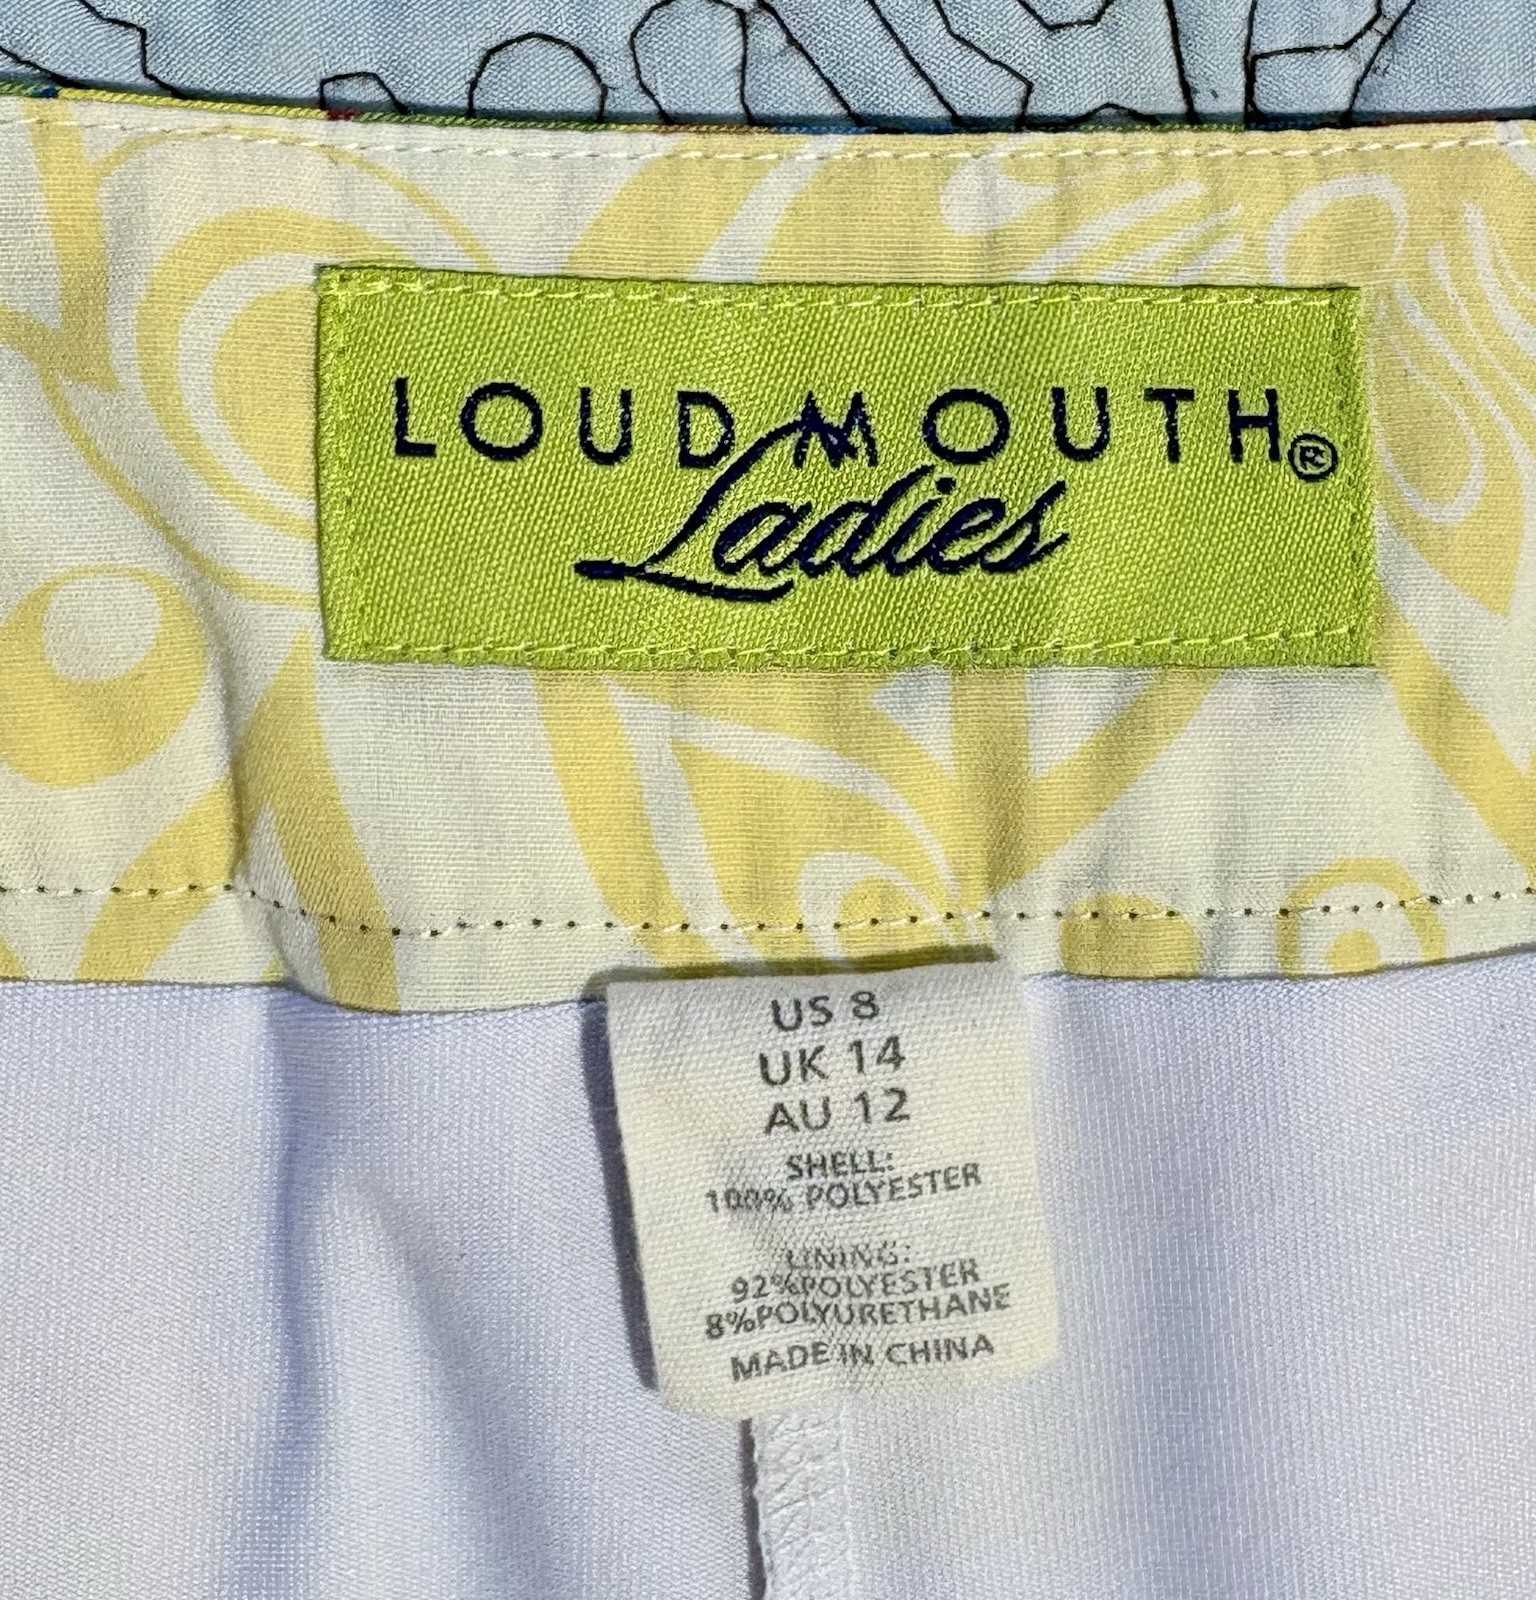 LOUDMOUTH®
Ladies
US 8
UK 14
AU 12
SHELL:
100% POLYESTER
LINING:
92%POLYESTER
8%POLYURETHANE
MADE IN CHINA